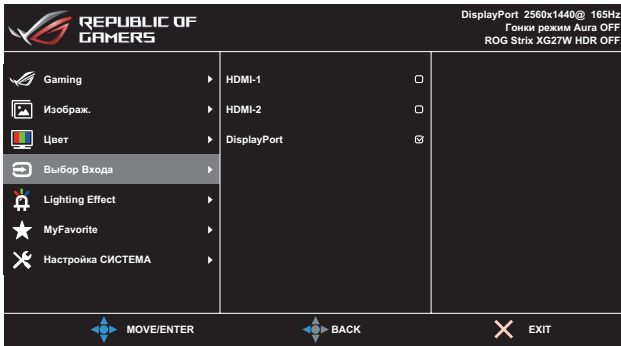 REPUBLIC OF
GAMERS
DisplayPort 2560x1440@ 165Hz
Гонки режим Aura OFF
ROG Strix XG27W HDR OFF
Gaming
HDMI-1
Изображ.
HDMI-2
Цвет
DisplayPort
Выбор Входа
Lighting Effect
MyFavorite
Настройка СИСТЕМА
MOVE/ENTER
BACK
EXIT